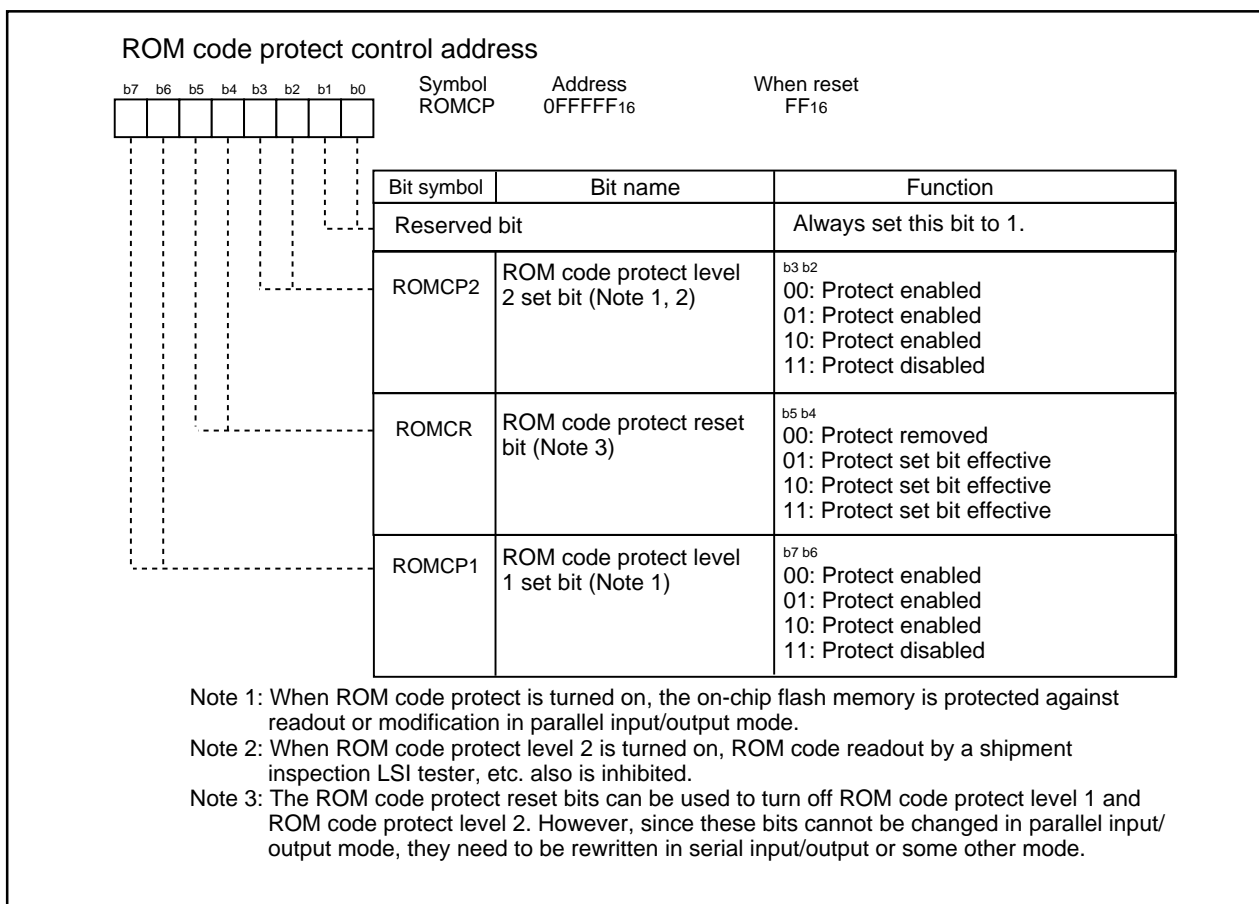 ROM code protect control address
b7 b6 b5 b4 b3 b2 b1 b0
Symbol Address When reset
ROMCP 0FFFFF16 FF16
Bit symbol Bit name Function
Reserved bit Always set this bit to 1.
ROMCP2
ROM code protect level
2 set bit (Note 1, 2)
b3 b2
00: Protect enabled
01: Protect enabled
10: Protect enabled
11: Protect disabled
ROMCR
ROM code protect reset
bit (Note 3)
b5 b4
00: Protect removed
01: Protect set bit effective
10: Protect set bit effective
11: Protect set bit effective
ROMCP1
ROM code protect level
1 set bit (Note 1)
b7 b6
00: Protect enabled
01: Protect enabled
10: Protect enabled
11: Protect disabled
Note 1: When ROM code protect is turned on, the on-chip flash memory is protected against
readout or modification in parallel input/output mode.
Note 2: When ROM code protect level 2 is turned on, ROM code readout by a shipment
inspection LSI tester, etc. also is inhibited.
Note 3: The ROM code protect reset bits can be used to turn off ROM code protect level 1 and
ROM code protect level 2. However, since these bits cannot be changed in parallel input/
output mode, they need to be rewritten in serial input/output or some other mode.